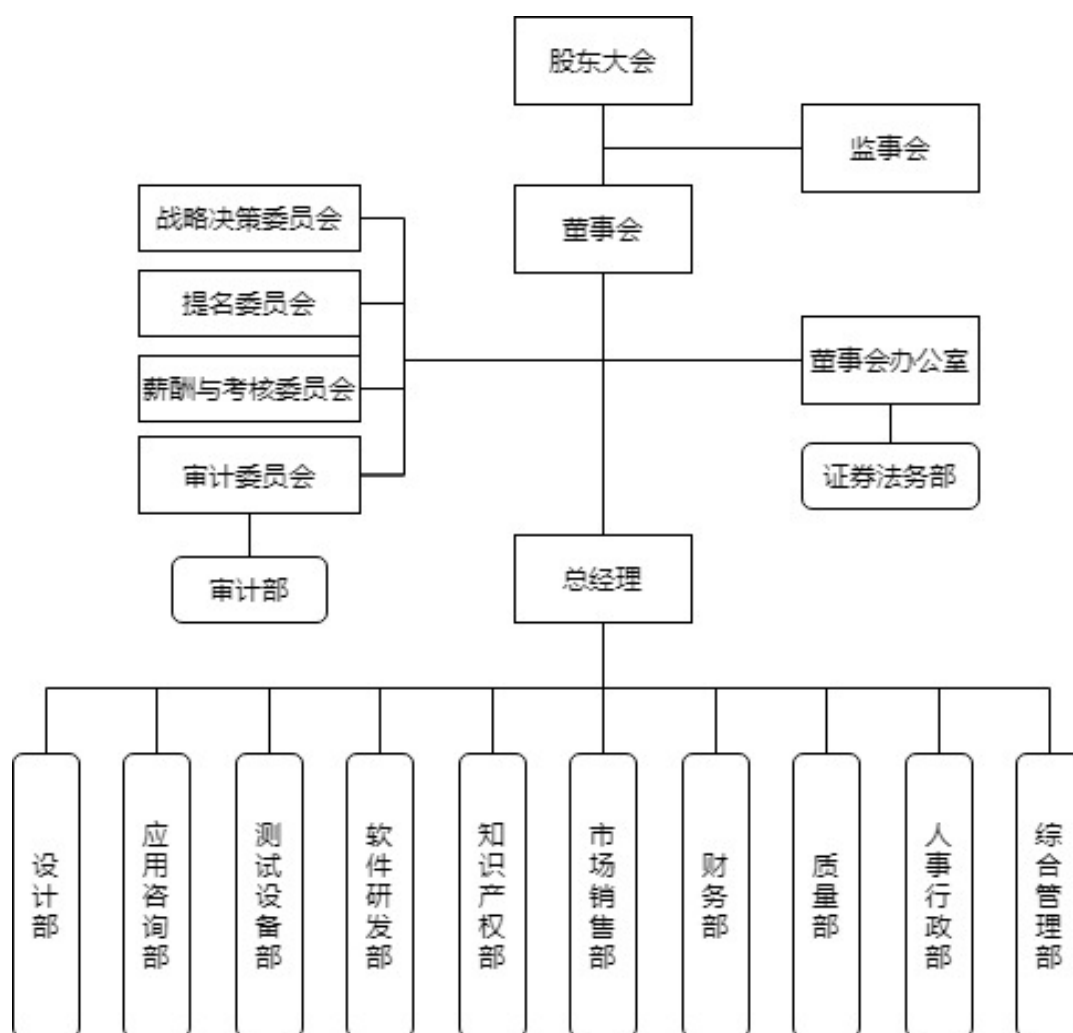 股东大会
监事会
董事会
战略决策委员会
提名委员会
薪酬与考核委员会
审计委员会
董事会办公室
证券法务部
审计部
总经理
设计部
应用咨询部
测试设备部
软件研发部
知识产权部
市场销售部
财务部
质量部
人事行政部
综合管理部